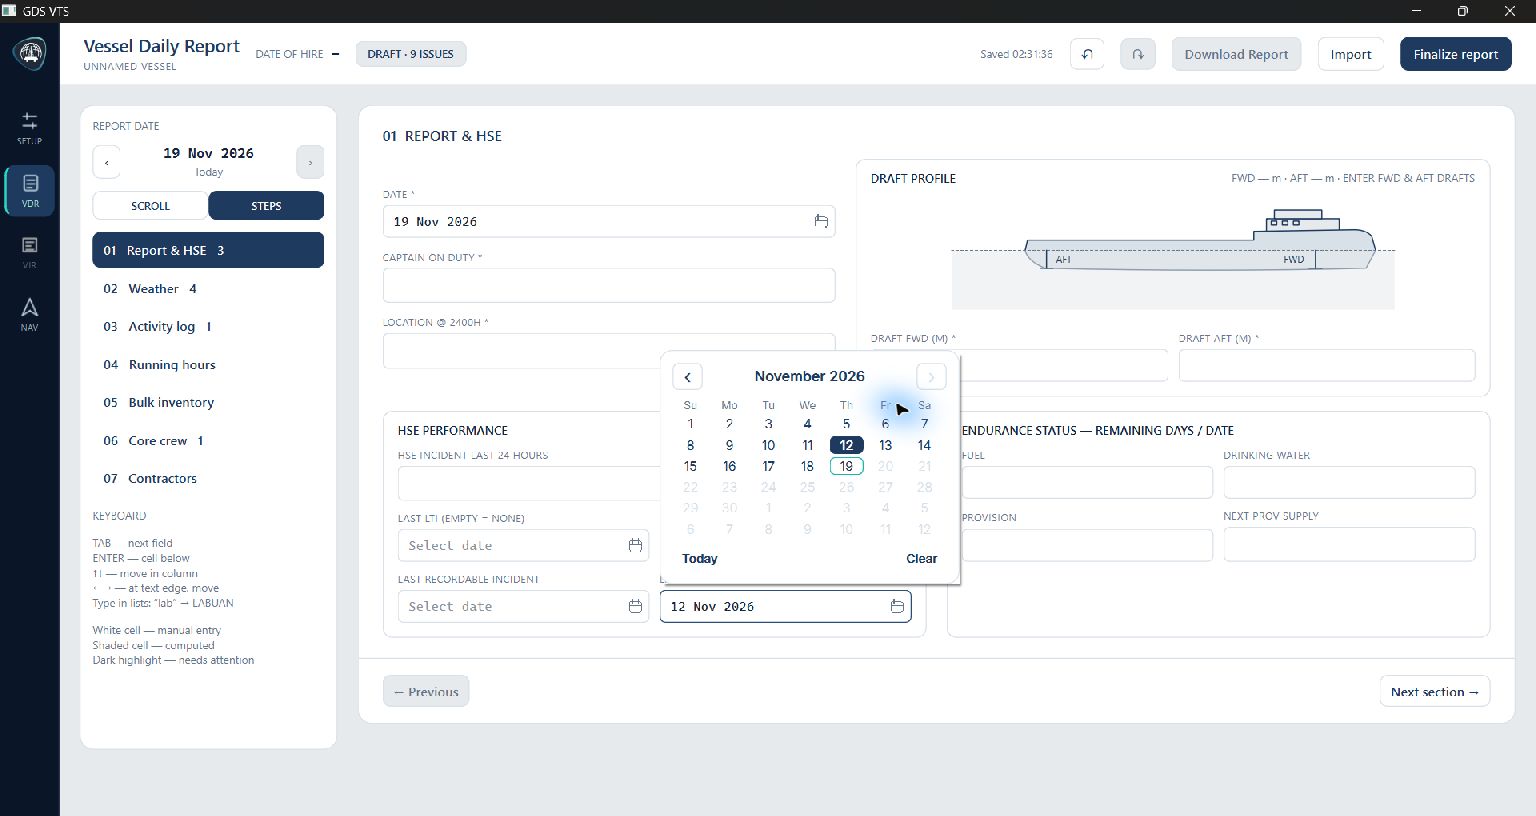 GDS VTS
Vessel Daily Report
UNNAMED VESSEL
DATE OF HIRE –
DRAFT · 9 ISSUES
Saved 02:31:36
Download Report
Import
Finalize report
SETUP
VDR
VIR
NAV
REPORT DATE
19 Nov 2026
Today
SCROLL
STEPS
01 Report & HSE 3
02 Weather 4
03 Activity log 1
04 Running hours
05 Bulk inventory
06 Core crew 1
07 Contractors
KEYBOARD
TAB — next field
ENTER — cell below
↑↓ — move in column
← → — at text edge, move
Type in lists: "lab" → LABUAN
White cell — manual entry
Shaded cell — computed
Dark highlight — needs attention
01 REPORT & HSE
DATE *
19 Nov 2026
CAPTAIN ON DUTY *
LOCATION @ 2400H *
DRAFT PROFILE
FWD — m · AFT — m · ENTER FWD & AFT DRAFTS
AFT
FWD
DRAFT FWD (M) *
DRAFT AFT (M) *
HSE PERFORMANCE
HSE INCIDENT LAST 24 HOURS
LAST LTI (EMPTY = NONE)
Select date
LAST RECORDABLE INCIDENT
Select date
12 Nov 2026
November 2026
Su Mo Tu We Th Fr Sa
1 2 3 4 5 6 7
8 9 10 11 12 13 14
15 16 17 18 19 20 21
22 23 24 25 26 27 28
29 30 1 2 3 4 5
6 7 8 9 10 11 12
Today
Clear
ENDURANCE STATUS — REMAINING DAYS / DATE
FUEL
DRINKING WATER
PROVISION
NEXT PROV SUPPLY
← Previous
Next section →